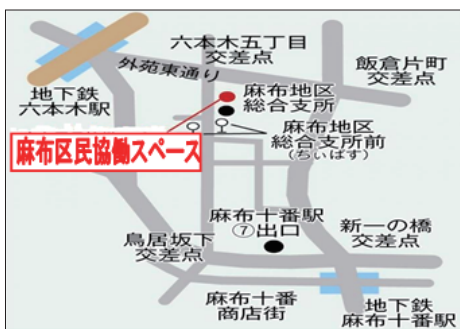 六本木五丁目
交差点
外苑東通り
飯倉片町
交差点
地下鉄
六本木駅
麻布地区
総合支所
麻布地区
総合支所前
(ちぃばす)
麻布区民協働スペース
麻布十番駅
⑦出口
新一の橋
交差点
鳥居坂下
交差点
麻布十番
商店街
地下鉄
麻布十番駅